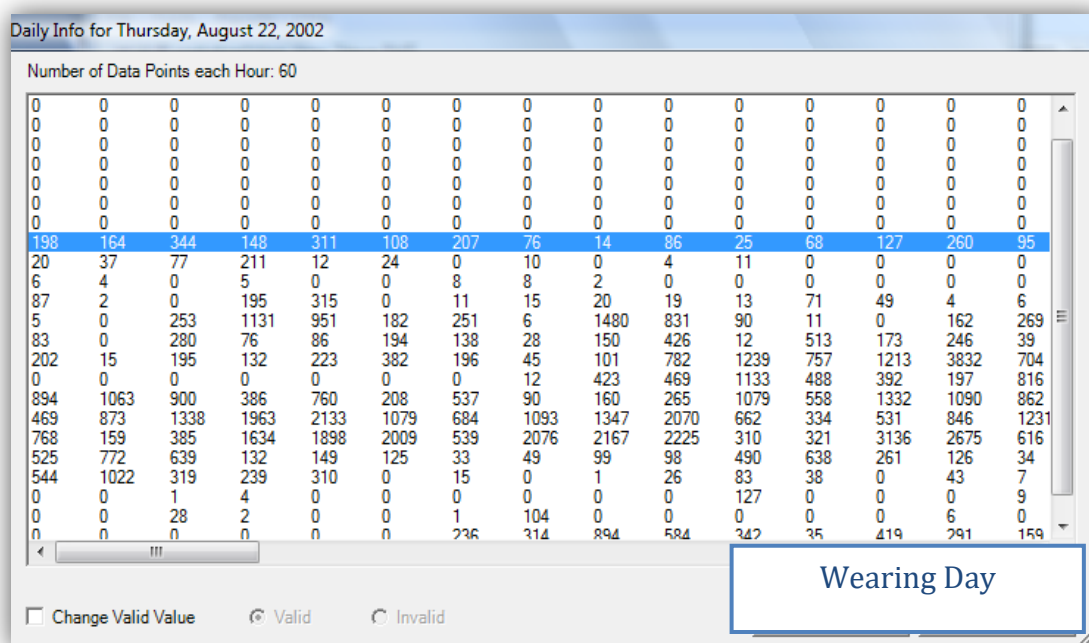 Daily Info for Thursday, August 22, 2002
Number of Data Points each Hour: 60
0 0 0 0 0 0 0 0 0 0 0 0 0 0 0
0 0 0 0 0 0 0 0 0 0 0 0 0 0 0
0 0 0 0 0 0 0 0 0 0 0 0 0 0 0
0 0 0 0 0 0 0 0 0 0 0 0 0 0 0
0 0 0 0 0 0 0 0 0 0 0 0 0 0 0
0 0 0 0 0 0 0 0 0 0 0 0 0 0 0
0 0 0 0 0 0 0 0 0 0 0 0 0 0 0
198 164 344 148 311 108 207 76 14 86 25 68 127 260 95
20 37 77 211 12 24 0 10 0 4 11 0 0 0 0
6 4 0 5 0 0 8 8 2 0 0 0 0 0 0
87 2 0 195 315 0 11 15 20 19 13 71 49 4 6
5 0 253 1131 951 182 251 6 1480 831 90 11 0 162 269
83 0 280 76 86 194 138 28 150 426 12 513 173 246 39
202 15 195 132 223 382 196 45 101 782 1239 757 1213 3832 704
0 0 0 0 0 0 0 12 423 469 1133 488 392 197 816
894 1063 900 386 760 208 537 90 160 265 1079 558 1332 1090 862
469 873 1338 1963 2133 1079 684 1093 1347 2070 662 334 531 846 1231
768 159 385 1634 1898 2009 539 2076 2167 2225 310 321 3136 2675 616
525 772 639 132 149 125 33 49 99 98 490 638 261 126 34
544 1022 319 239 310 0 15 0 1 26 83 38 0 43 7
0 0 1 4 0 0 0 0 0 0 127 0 0 0 9
0 0 28 2 0 0 1 104 0 0 0 0 0 6 0
0 0 0 0 0 0 236 314 894 584 342 35 419 291 159
Wearing Day
Change Valid Value Valid Invalid